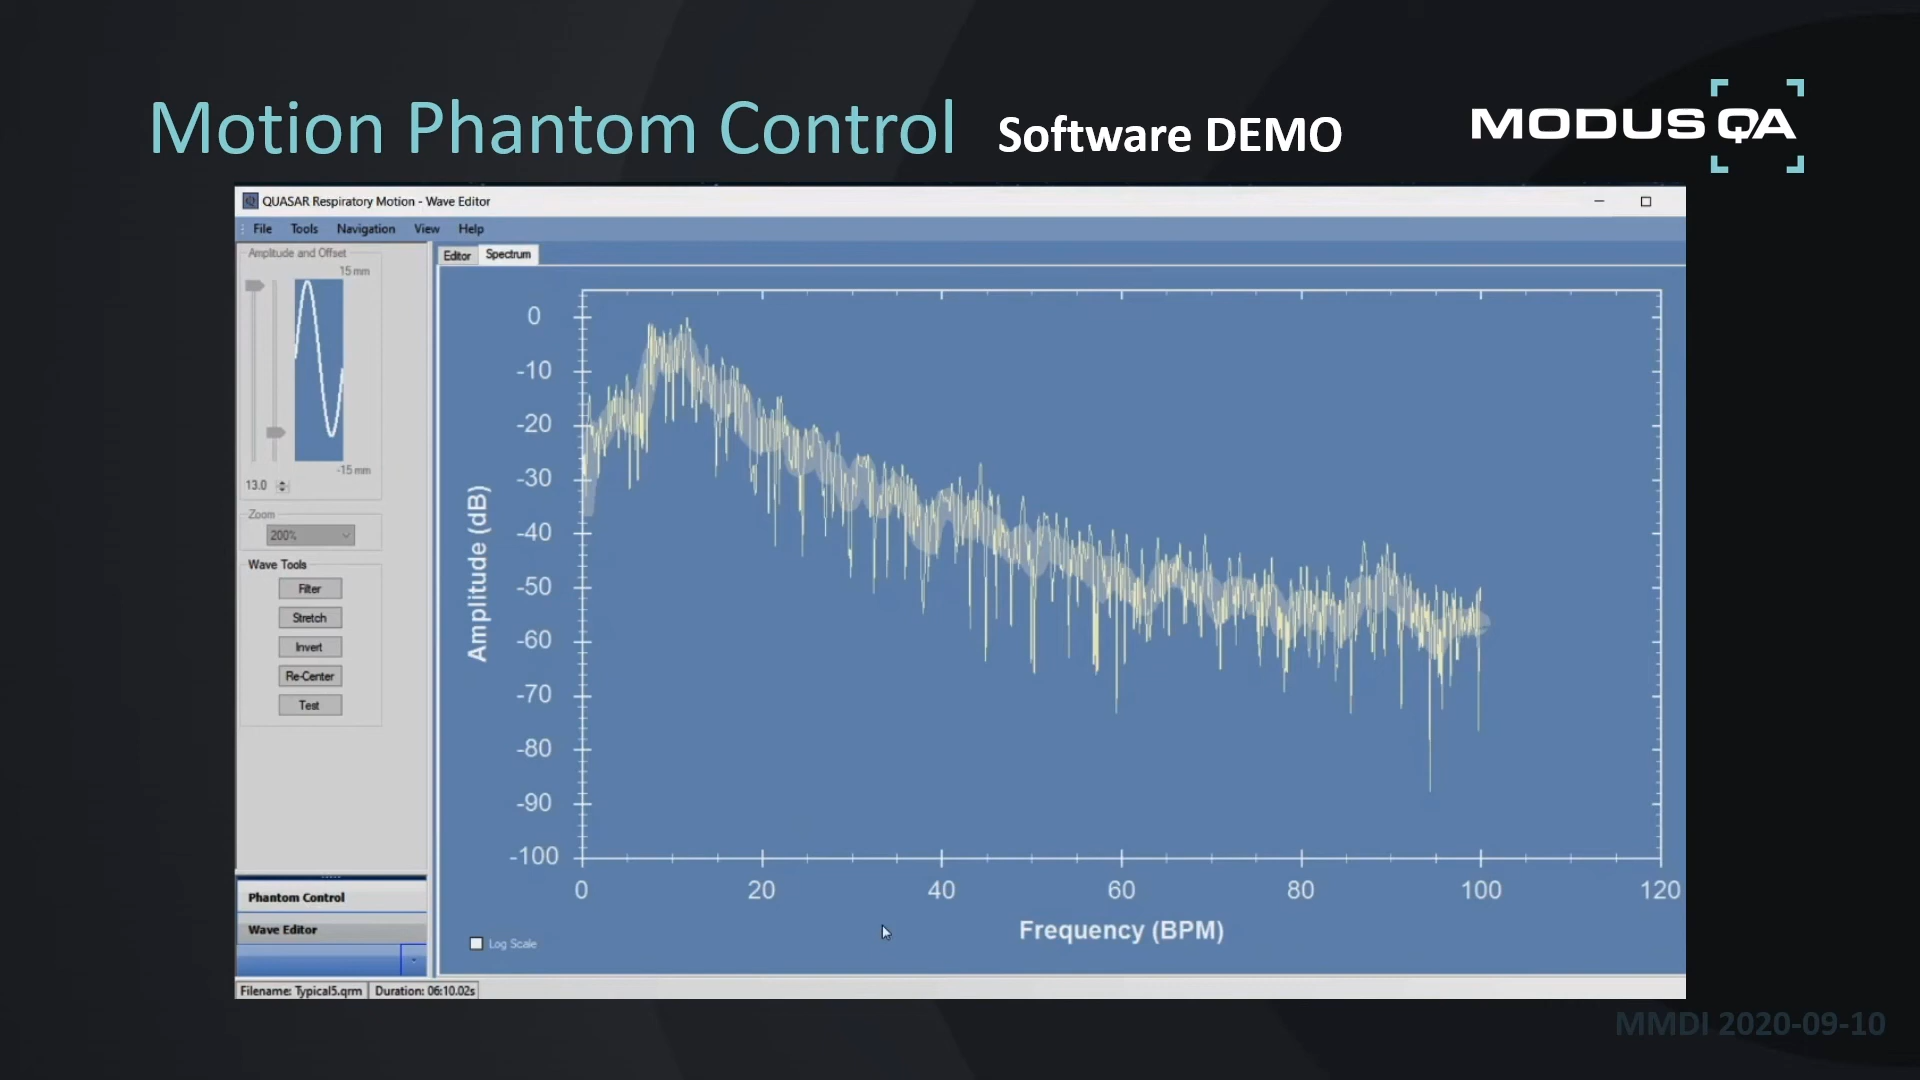 Motion Phantom Control Software DEMO
MODUS QA
QUASAR Respiratory Motion - Wave Editor
File Tools Navigation View Help
Amplitude and Offset
15 mm
-15 mm
13.0
Zoom
200%
Wave Tools
Filter
Stretch
Invert
Re-Center
Test
Phantom Control
Wave Editor
Editor Spectrum
Amplitude (dB)
0
-10
-20
-30
-40
-50
-60
-70
-80
-90
-100
0 20 40 60 80 100 120
Frequency (BPM)
Log Scale
Filename: Typical5.qrm Duration: 06:10.02s
MMDI 2020-09-10